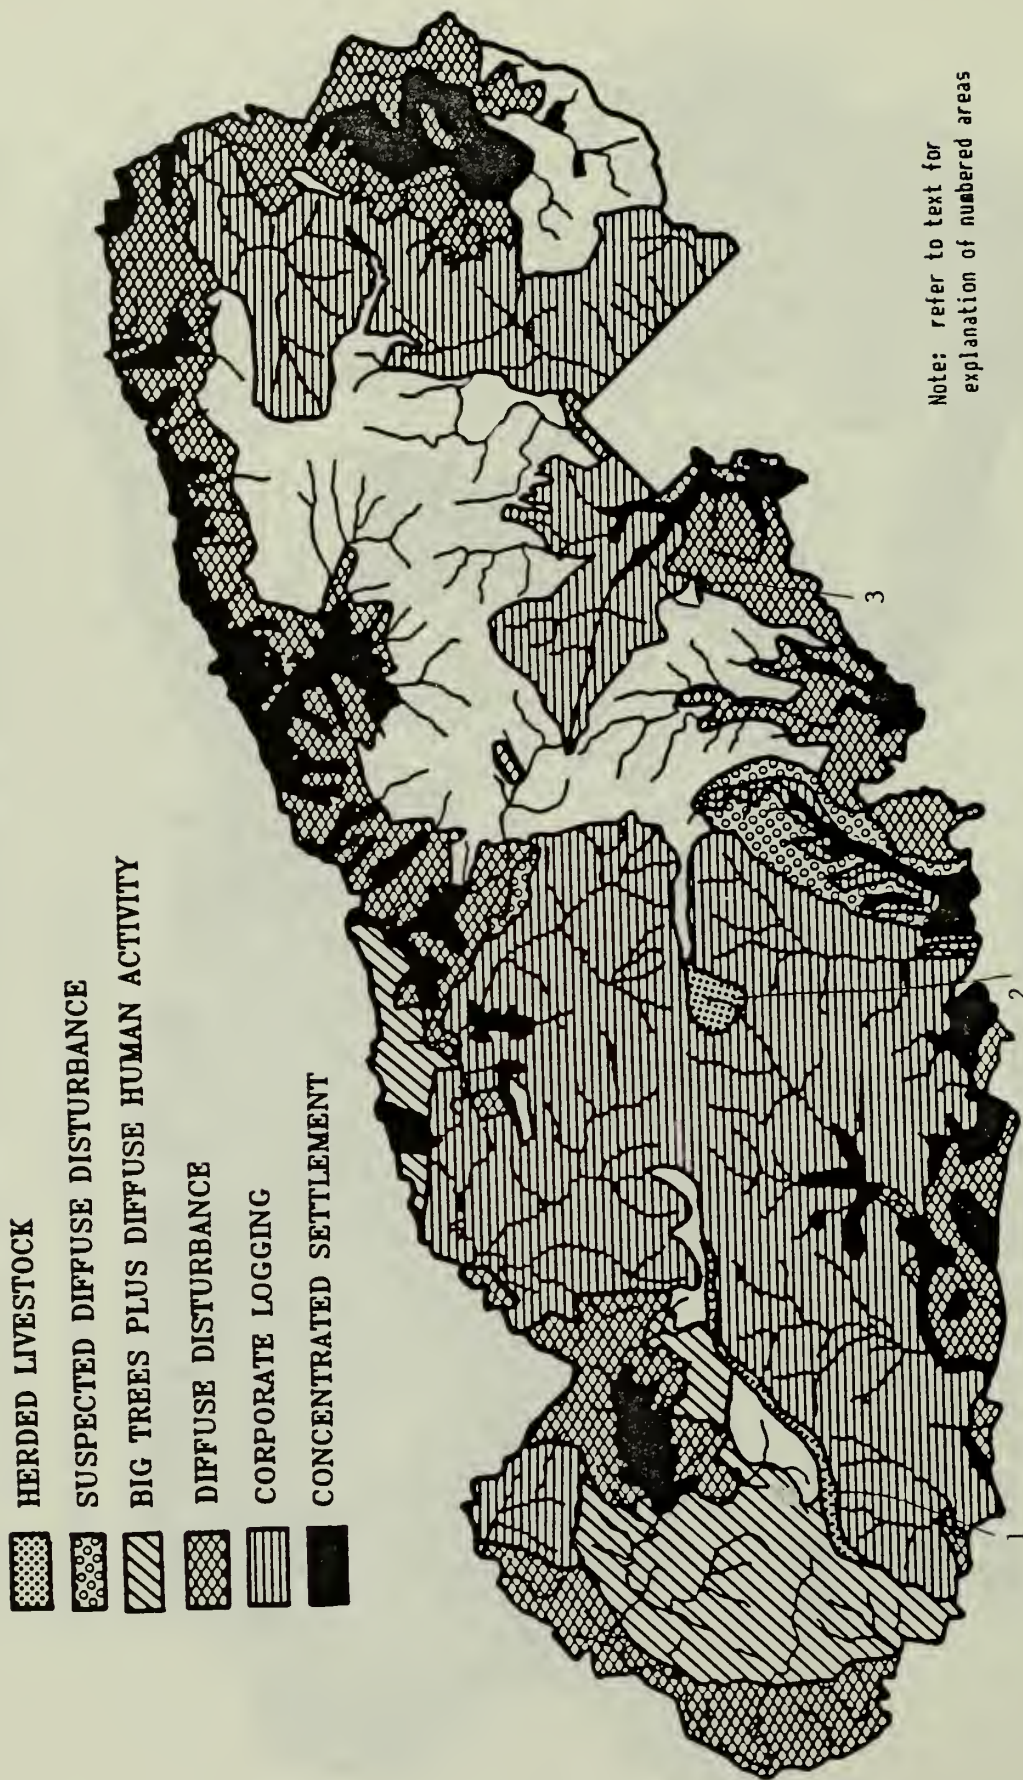 HERDED LIVESTOCK
SUSPECTED DIFFUSE DISTURBANCE
BIG TREES PLUS DIFFUSE HUMAN ACTIVITY
DIFFUSE DISTURBANCE
CORPORATE LOGGING
CONCENTRATED SETTLEMENT
1
2
3
Note: refer to text for
explanation of numbered areas